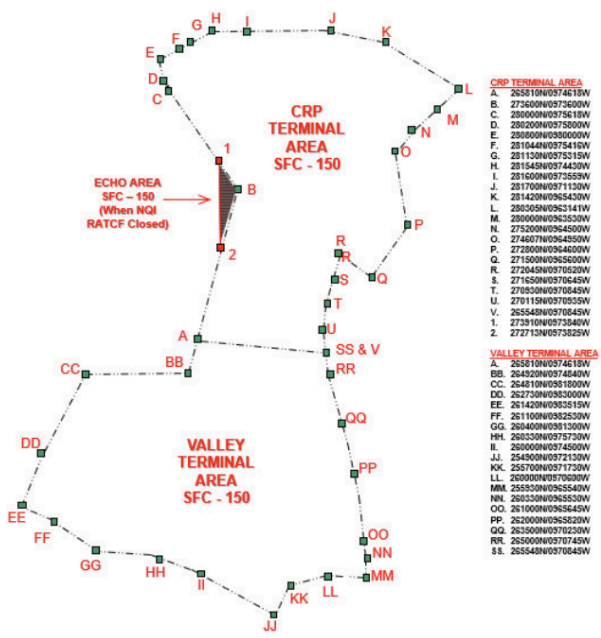 H
I
J
G
F
K
E
D
C
L
M
N
O
CRP
TERMINAL
AREA
SFC - 150
1
ECHO AREA
SFC – 150
(When NQI
RATCF Closed)
B
2
P
R
R
Q
S
T
U
A
SS & V
BB
CC
RR
QQ
VALLEY
TERMINAL
AREA
SFC - 150
DD
PP
EE
FF
OO
GG
NN
HH
II
MM
LL
KK
JJ
CRP TERMINAL AREA
A. 265810N/0974618W
B. 273600N/0973600W
C. 280000N/0975618W
D. 280200N/0975800W
E. 280800N/0980000W
F. 281044N/0975416W
G. 281130N/0975315W
H. 281545N/0974430W
I. 281600N/0973559W
J. 281700N/0971130W
K. 281420N/0965430W
L. 280305N/0963141W
M. 280000N/0963530W
N. 275200N/0964500W
O. 274607N/0964950W
P. 272800N/0964600W
Q. 271500N/0965600W
R. 272045N/0970520W
S. 271650N/0970645W
T. 270930N/0970845W
U. 270115N/0970935W
V. 265548N/0970845W
1. 273910N/0973840W
2. 272713N/0973825W
VALLEY TERMINAL AREA
A. 265810N/0974618W
BB. 264920N/0974840W
CC. 264810N/0981800W
DD. 262730N/0983000W
EE. 261420N/0983515W
FF. 261100N/0982530W
GG. 260400N/0981300W
HH. 260330N/0975730W
II. 260000N/0974500W
JJ. 254900N/0972130W
KK. 255700N/0971730W
LL. 260000N/0970600W
MM. 255930N/0965540W
NN. 260330N/0965530W
OO. 261000N/0965645W
PP. 262000N/0965820W
QQ. 263500N/0970230W
RR. 265000N/0970745W
SS. 265548N/0970845W